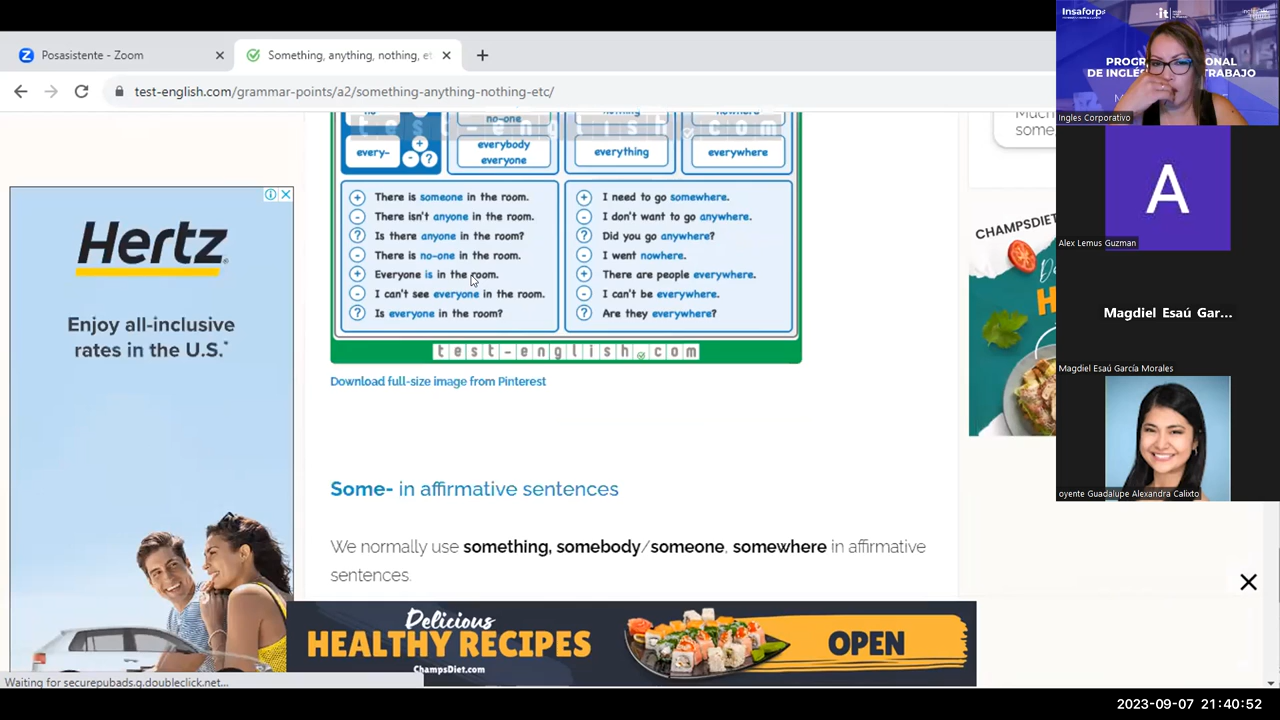 Posasistente - Zoom
Something, anything, nothing, e
test-english.com/grammar-points/a2/something-anything-nothing-etc/
no-one
every-
everybody
everyone
everything
everywhere
There is someone in the room.
There isn't anyone in the room.
Is there anyone in the room?
There is no-one in the room.
Everyone is in the room.
I can't see everyone in the room.
Is everyone in the room?
I need to go somewhere.
I don't want to go anywhere.
Did you go anywhere?
I went nowhere.
There are people everywhere.
I can't be everywhere.
Are they everywhere?
test-english.com
Download full-size image from Pinterest
Some- in affirmative sentences
We normally use something, somebody/someone, somewhere in affirmative
sentences.
Hertz
Enjoy all-inclusive
rates in the U.S.*
Delicious
HEALTHY RECIPES
ChampsDiet.com
OPEN
Waiting for securepubads.g.doubleclick.net...
Much
some.
CHAMPSDIET
Insaforp
Ingles Corporativo
A
Alex Lemus Guzman
Magdiel Esaú Gar...
Magdiel Esaú García Morales
oyente Guadalupe Alexandra Calixto
2023-09-07 21:40:52